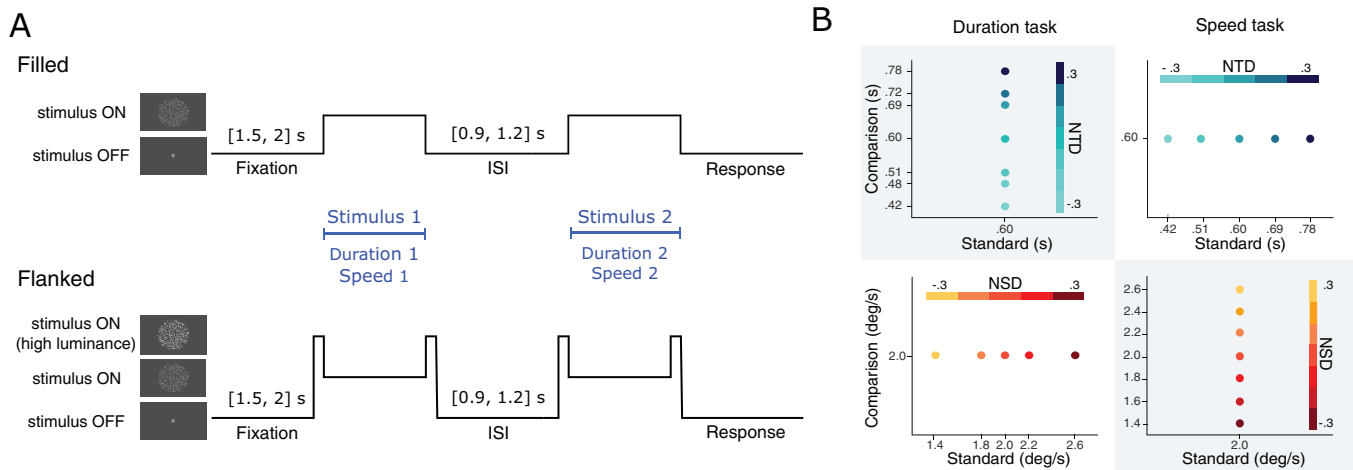 A
Filled
stimulus ON
stimulus OFF
[1.5, 2] s
[0.9, 1.2] s
Fixation
ISI
Response
Stimulus 1
Duration 1
Speed 1
Stimulus 2
Duration 2
Speed 2
Flanked
stimulus ON
(high luminance)
stimulus ON
stimulus OFF
[1.5, 2] s
[0.9, 1.2] s
Fixation
ISI
Response
B
Duration task
Speed task
Comparison (s)
.78
.72
.69
.60
.51
.48
.42
.60
Standard (s)
.3
NTD
-.3
- .3
NTD
.3
.60
.42
.51
.60
.69
.78
Standard (s)
Comparison (deg/s)
-.3
NSD
.3
2.0
1.4
1.8
2.0
2.2
2.6
Standard (deg/s)
2.6
2.4
2.2
2.0
1.8
1.6
1.4
2.0
Standard (deg/s)
.3
NSD
-.3